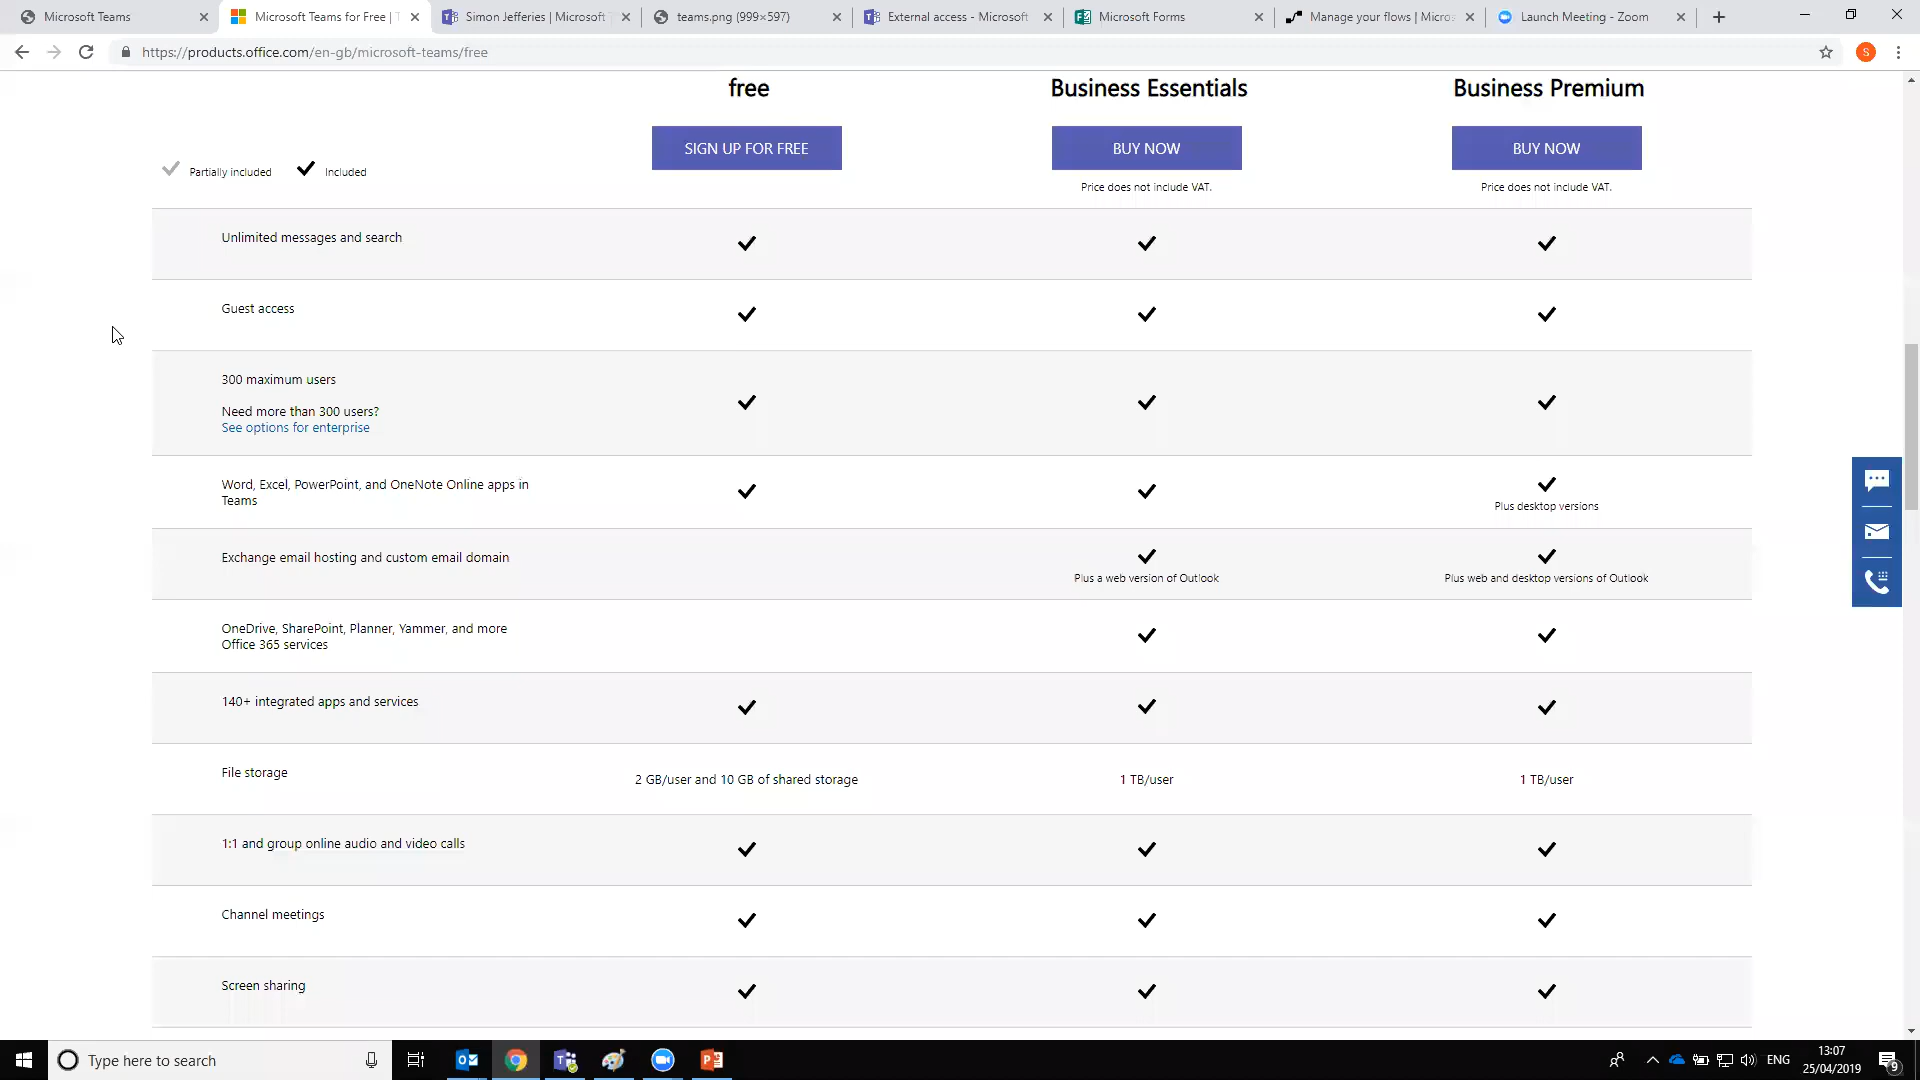 Microsoft Teams
Microsoft Teams for Free | T
Simon Jefferies | Microsoft T
teams.png (999×597)
External access - Microsoft
Microsoft Forms
Manage your flows | Micros
Launch Meeting - Zoom
https://products.office.com/en-gb/microsoft-teams/free
S
free
Business Essentials
Business Premium
SIGN UP FOR FREE
BUY NOW
BUY NOW
Partially included
Included
Price does not include VAT.
Price does not include VAT.
Unlimited messages and search
Guest access
300 maximum users
Need more than 300 users?
See options for enterprise
Word, Excel, PowerPoint, and OneNote Online apps in
Teams
Plus desktop versions
Exchange email hosting and custom email domain
Plus a web version of Outlook
Plus web and desktop versions of Outlook
OneDrive, SharePoint, Planner, Yammer, and more
Office 365 services
140+ integrated apps and services
File storage
2 GB/user and 10 GB of shared storage
1 TB/user
1 TB/user
1:1 and group online audio and video calls
Channel meetings
Screen sharing
Type here to search
ENG
13:07
25/04/2019
9